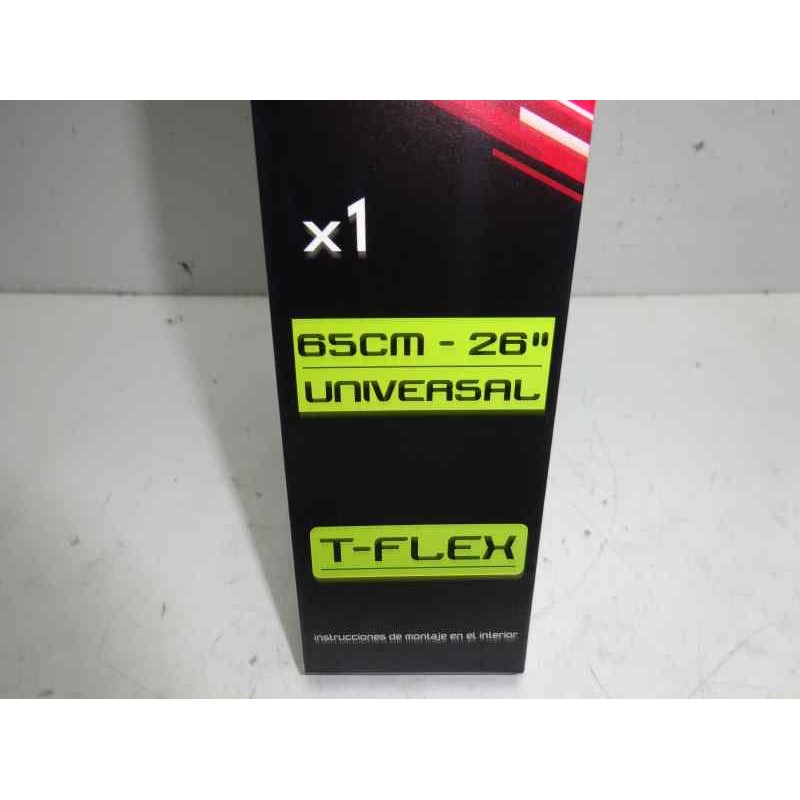 x1
65CM - 26"
UNIVERSAL
T-FLEX
instrucciones de montaje en el interior